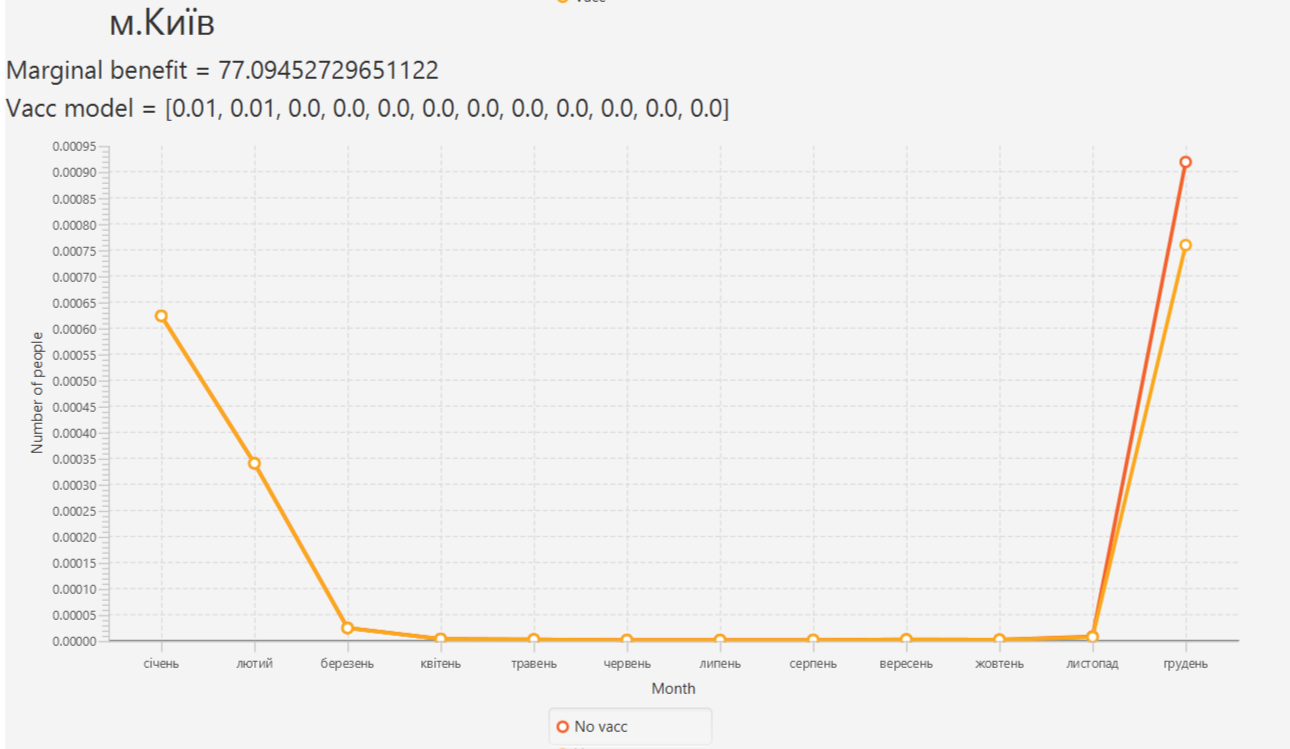 м.Київ
Marginal benefit = 77.09452729651122
Vacc model = [0.01, 0.01, 0.0, 0.0, 0.0, 0.0, 0.0, 0.0, 0.0, 0.0, 0.0, 0.0]
0.00095
0.00090
0.00085
0.00080
0.00075
0.00070
0.00065
0.00060
0.00055
0.00050
0.00045
0.00040
0.00035
0.00030
0.00025
0.00020
0.00015
0.00010
0.00005
0.00000
Number of people
січень лютий березень квітень травень червень липень серпень вересень жовтень листопад грудень
Month
No vacc